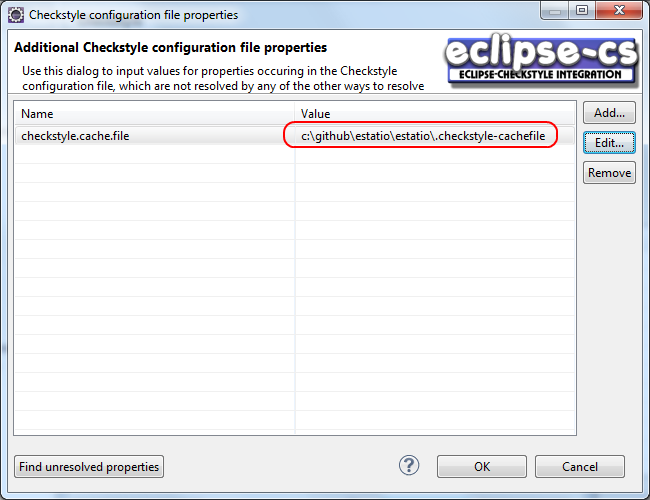 Checkstyle configuration file properties
Additional Checkstyle configuration file properties
eclipse-cs
ECLIPSE-CHECKSTYLE INTEGRATION
Use this dialog to input values for properties occuring in the Checkstyle
configuration file, which are not resolved by any of the other ways to resolve
Name Value
checkstyle.cache.file c:\github\estatio\estatio\.checkstyle-cachefile
Add...
Edit...
Remove
Find unresolved properties ? OK Cancel